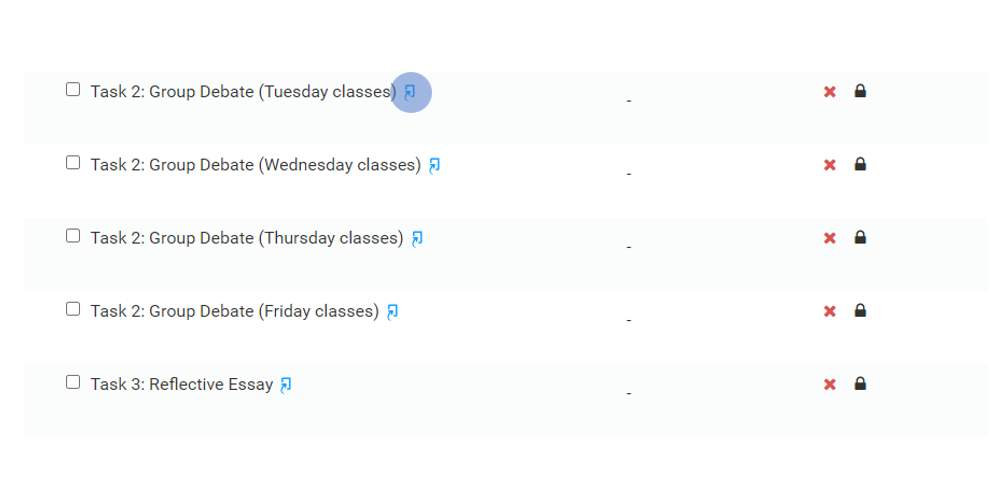 Task 2: Group Debate (Tuesday classes)
-
Task 2: Group Debate (Wednesday classes)
-
Task 2: Group Debate (Thursday classes)
-
Task 2: Group Debate (Friday classes)
-
Task 3: Reflective Essay
-